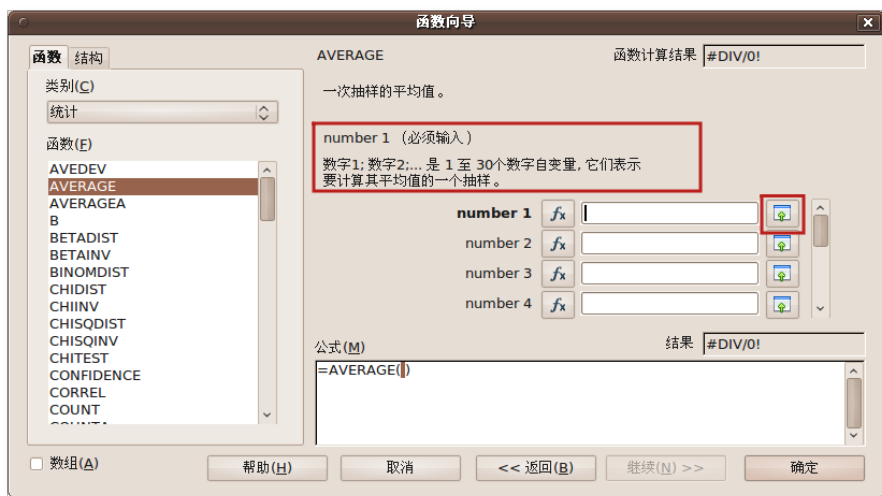 函数向导
函数 结构
类别(C)
统计
函数(F)
AVEDEV
AVERAGE
AVERAGEA
B
BETADIST
BETAINV
BINOMDIST
CHIDIST
CHIINV
CHISQDIST
CHISQINV
CHITEST
CONFIDENCE
CORREL
COUNT
COUNTA
AVERAGE
函数计算结果 #DIV/0!
一次抽样的平均值。
number 1 (必须输入)
数字1; 数字2;... 是 1 至 30个数字自变量, 它们表示
要计算其平均值的一个抽样。
number 1 fx
number 2 fx
number 3 fx
number 4 fx
公式(M)
结果 #DIV/0!
=AVERAGE()
数组(A)
帮助(H) 取消 << 返回(B) 继续(N) >> 确定